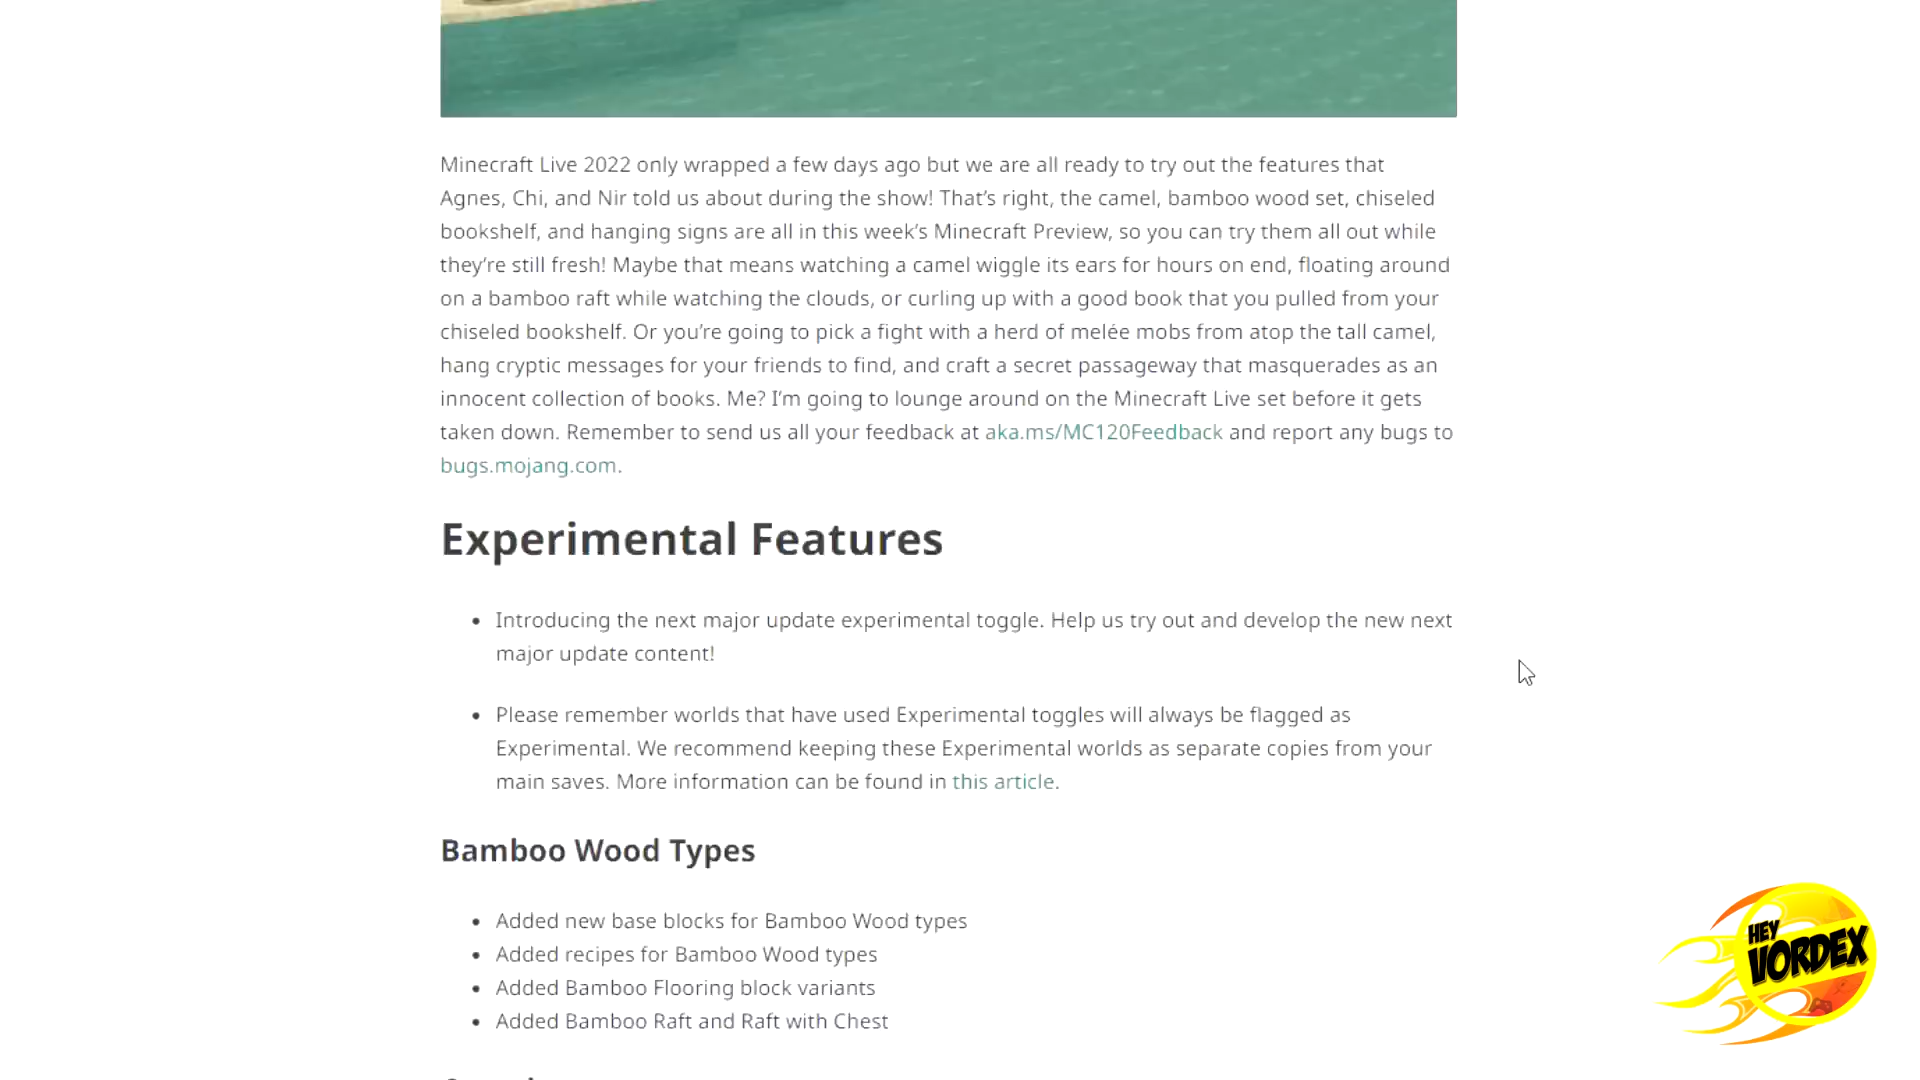 Minecraft Live 2022 only wrapped a few days ago but we are all ready to try out the features that
Agnes, Chi, and Nir told us about during the show! That’s right, the camel, bamboo wood set, chiseled
bookshelf, and hanging signs are all in this week’s Minecraft Preview, so you can try them all out while
they’re still fresh! Maybe that means watching a camel wiggle its ears for hours on end, floating around
on a bamboo raft while watching the clouds, or curling up with a good book that you pulled from your
chiseled bookshelf. Or you’re going to pick a fight with a herd of melée mobs from atop the tall camel,
hang cryptic messages for your friends to find, and craft a secret passageway that masquerades as an
innocent collection of books. Me? I’m going to lounge around on the Minecraft Live set before it gets
taken down. Remember to send us all your feedback at aka.ms/MC120Feedback and report any bugs to
bugs.mojang.com.
Experimental Features
• Introducing the next major update experimental toggle. Help us try out and develop the new next
major update content!
• Please remember worlds that have used Experimental toggles will always be flagged as
Experimental. We recommend keeping these Experimental worlds as separate copies from your
main saves. More information can be found in this article.
Bamboo Wood Types
• Added new base blocks for Bamboo Wood types
• Added recipes for Bamboo Wood types
• Added Bamboo Flooring block variants
• Added Bamboo Raft and Raft with Chest
HEY
VORDEX